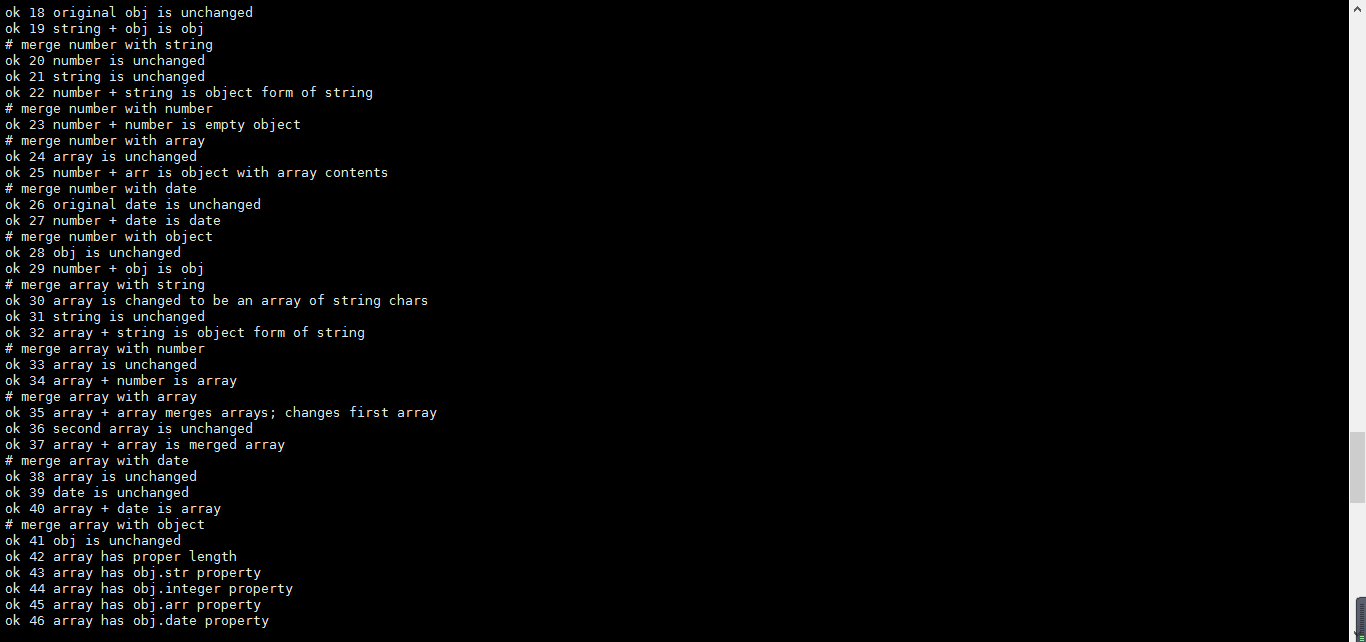 ok 18 original obj is unchanged
ok 19 string + obj is obj
# merge number with string
ok 20 number is unchanged
ok 21 string is unchanged
ok 22 number + string is object form of string
# merge number with number
ok 23 number + number is empty object
# merge number with array
ok 24 array is unchanged
ok 25 number + arr is object with array contents
# merge number with date
ok 26 original date is unchanged
ok 27 number + date is date
# merge number with object
ok 28 obj is unchanged
ok 29 number + obj is obj
# merge array with string
ok 30 array is changed to be an array of string chars
ok 31 string is unchanged
ok 32 array + string is object form of string
# merge array with number
ok 33 array is unchanged
ok 34 array + number is array
# merge array with array
ok 35 array + array merges arrays; changes first array
ok 36 second array is unchanged
ok 37 array + array is merged array
# merge array with date
ok 38 array is unchanged
ok 39 date is unchanged
ok 40 array + date is array
# merge array with object
ok 41 obj is unchanged
ok 42 array has proper length
ok 43 array has obj.str property
ok 44 array has obj.integer property
ok 45 array has obj.arr property
ok 46 array has obj.date property